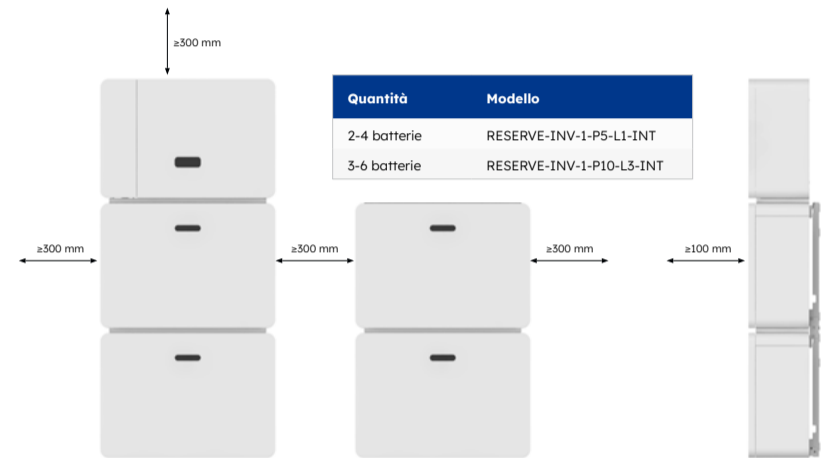 ≥300 mm
Quantità Modello
2-4 batterie RESERVE-INV-1-P5-L1-INT
3-6 batterie RESERVE-INV-1-P10-L3-INT
≥300 mm ≥300 mm ≥300 mm ≥100 mm